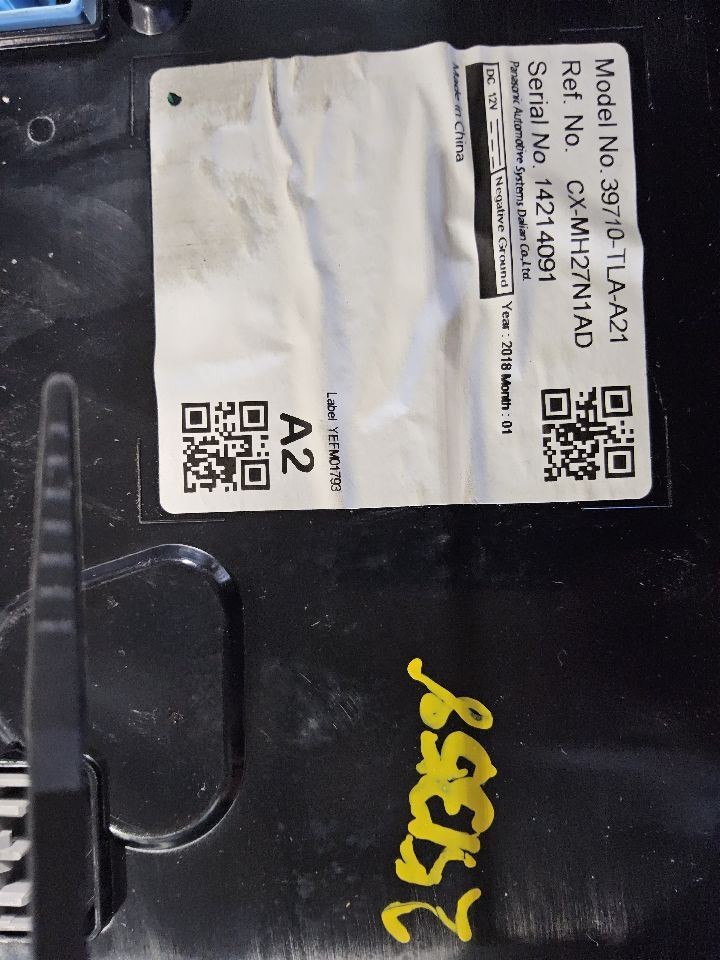 Model No. 39710-TLA-A21
Ref. No. CX-MH27N1AD
Serial No. 14214091
Panasonic Automotive Systems Dalian Co.,Ltd.
DC 12V Negative Ground Year : 2018 Month : 01
Made in China
Label YEFM01793
A2